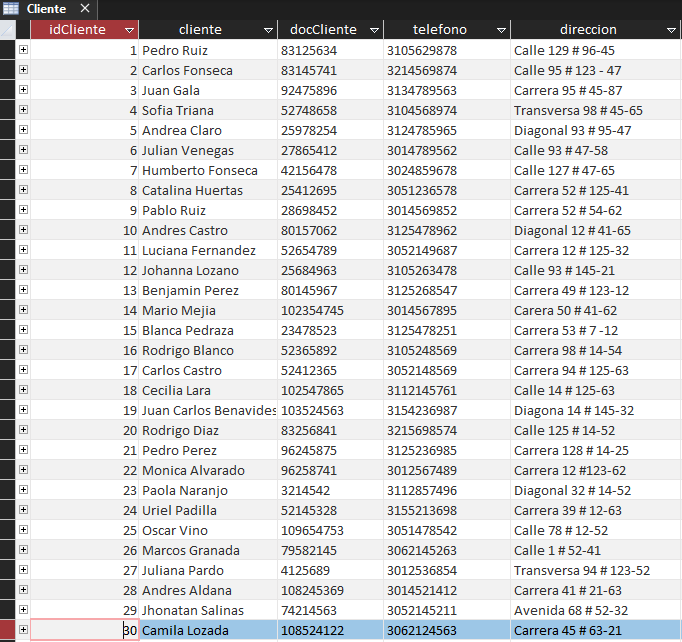 Cliente
idCliente cliente docCliente telefono direccion
1 Pedro Ruiz 83125634 3105629878 Calle 129 # 96-45
2 Carlos Fonseca 83145741 3214569874 Calle 95 # 123 - 47
3 Juan Gala 92475896 3134789563 Carrera 95 # 45-87
4 Sofia Triana 52748658 3104568974 Transversa 98 # 45-65
5 Andrea Claro 25978254 3124785965 Diagonal 93 # 95-47
6 Julian Venegas 27865412 3014789562 Calle 93 # 47-58
7 Humberto Fonseca 42156478 3024859678 Calle 127 # 47-65
8 Catalina Huertas 25412695 3051236578 Carrera 52 # 125-41
9 Pablo Ruiz 28698452 3014569852 Carrera 52 # 54-62
10 Andres Castro 80157062 3125478962 Diagonal 12 # 41-65
11 Luciana Fernandez 52654789 3052149687 Carrera 12 # 125-32
12 Johanna Lozano 25684963 3105263478 Calle 93 # 145-21
13 Benjamin Perez 80145967 3125268547 Carrera 49 # 123-12
14 Mario Mejia 102354745 3014567895 Carera 50 # 41-62
15 Blanca Pedraza 23478523 3125478251 Carrera 53 # 7 -12
16 Rodrigo Blanco 52365892 3105248569 Carrera 98 # 14-54
17 Carlos Castro 52412365 3052148569 Carrera 94 # 125-63
18 Cecilia Lara 102547865 3112145761 Calle 14 # 125-63
19 Juan Carlos Benavides 103524563 3154236987 Diagona 14 # 145-32
20 Rodrigo Diaz 83256841 3215698574 Calle 125 # 14-52
21 Pedro Perez 96245875 3125236985 Carrera 128 # 14-25
22 Monica Alvarado 96258741 3012567489 Carrera 12 #123-62
23 Paola Naranjo 3214542 3112857496 Diagonal 32 # 14-52
24 Uriel Padilla 52145328 3155213698 Carrera 39 # 12-63
25 Oscar Vino 109654753 3051478542 Calle 78 # 12-52
26 Marcos Granada 79582145 3062145263 Calle 1 # 52-41
27 Juliana Pardo 4125689 3012536854 Transversa 94 # 123-52
28 Andres Aldana 108245369 3014521412 Carrera 41 # 21-63
29 Jhonatan Salinas 74214563 3052145211 Avenida 68 # 52-32
30 Camila Lozada 108524122 3062124563 Carrera 45 # 63-21